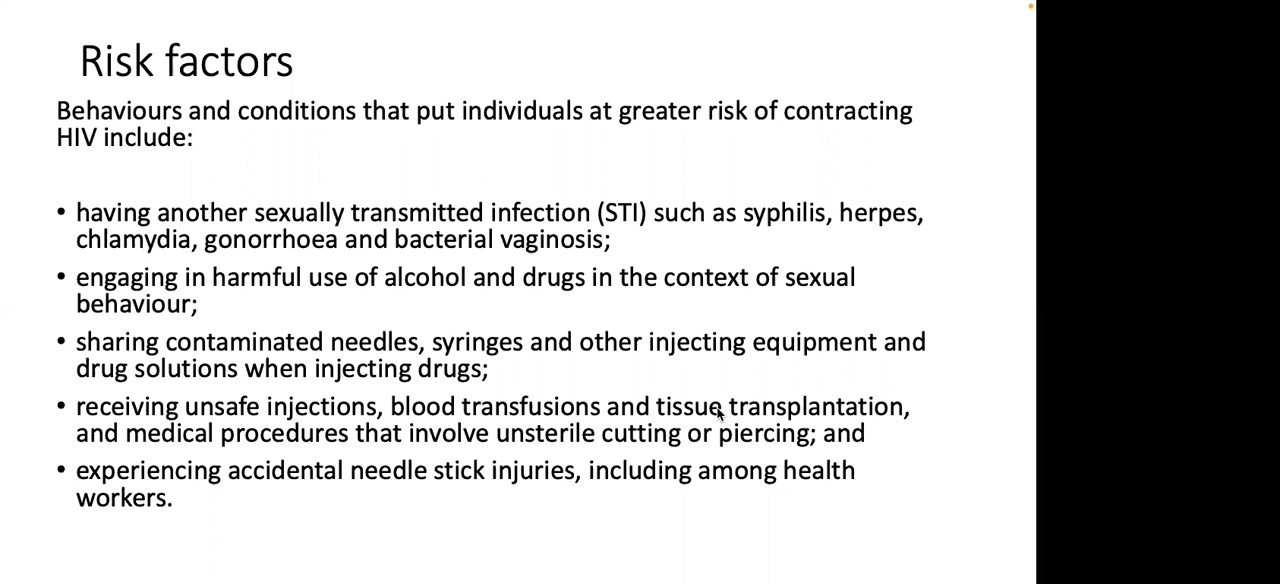 Risk factors
Behaviours and conditions that put individuals at greater risk of contracting
HIV include:
• having another sexually transmitted infection (STI) such as syphilis, herpes,
chlamydia, gonorrhoea and bacterial vaginosis;
• engaging in harmful use of alcohol and drugs in the context of sexual
behaviour;
• sharing contaminated needles, syringes and other injecting equipment and
drug solutions when injecting drugs;
• receiving unsafe injections, blood transfusions and tissue transplantation,
and medical procedures that involve unsterile cutting or piercing; and
• experiencing accidental needle stick injuries, including among health
workers.